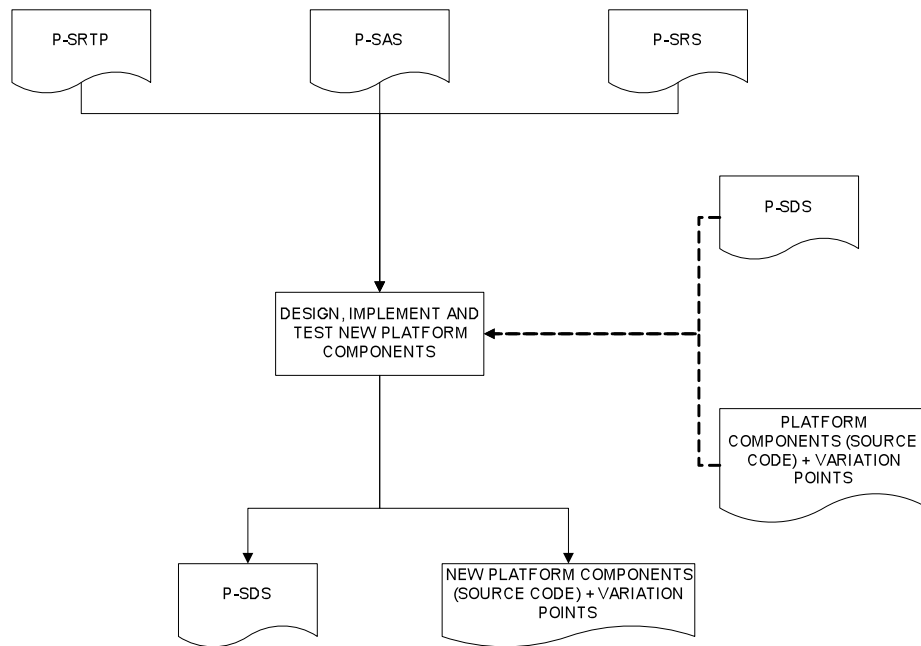 P-SRTP
P-SAS
P-SRS
P-SDS
DESIGN, IMPLEMENT AND
TEST NEW PLATFORM
COMPONENTS
PLATFORM
COMPONENTS (SOURCE
CODE) + VARIATION
POINTS
P-SDS
NEW PLATFORM COMPONENTS
(SOURCE CODE) + VARIATION
POINTS